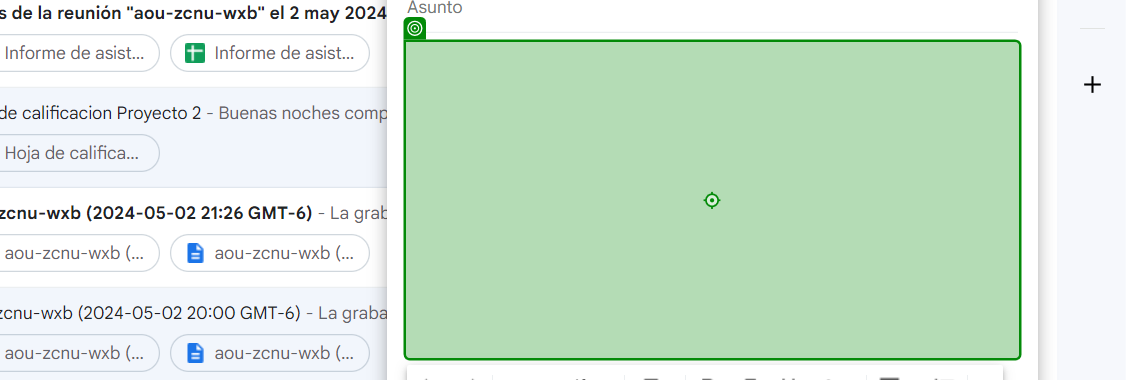 s de la reunión "aou-zcnu-wxb" el 2 may 2024
Asunto
Informe de asist... Informe de asist...
de calificacion Proyecto 2 - Buenas noches comp
Hoja de califica...
zcnu-wxb (2024-05-02 21:26 GMT-6) - La grab
aou-zcnu-wxb (... aou-zcnu-wxb (...
zcnu-wxb (2024-05-02 20:00 GMT-6) - La graba
aou-zcnu-wxb (... aou-zcnu-wxb (...